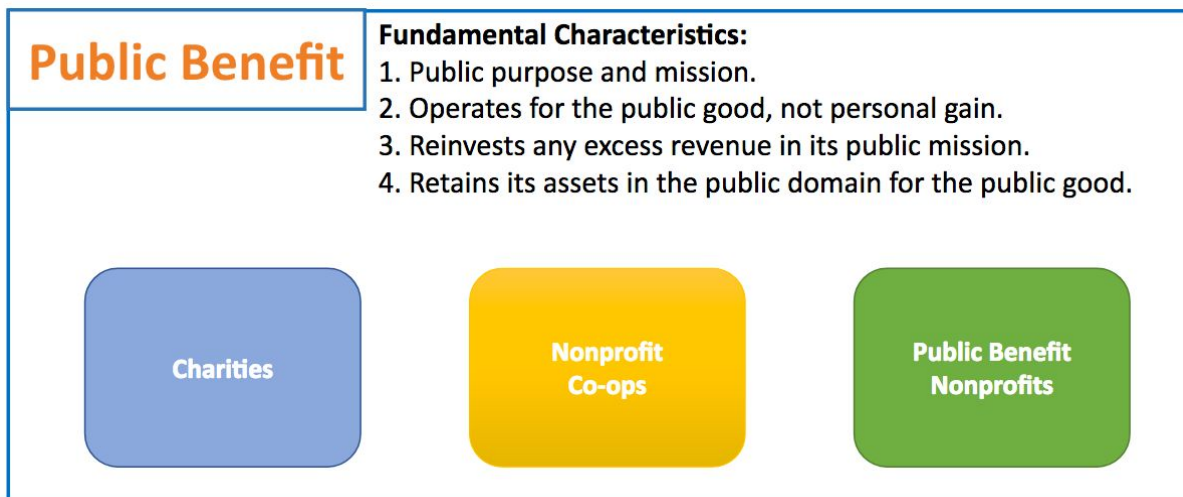 Public Benefit
Fundamental Characteristics:
1. Public purpose and mission.
2. Operates for the public good, not personal gain.
3. Reinvests any excess revenue in its public mission.
4. Retains its assets in the public domain for the public good.
Charities
Nonprofit
Co-ops
Public Benefit
Nonprofits